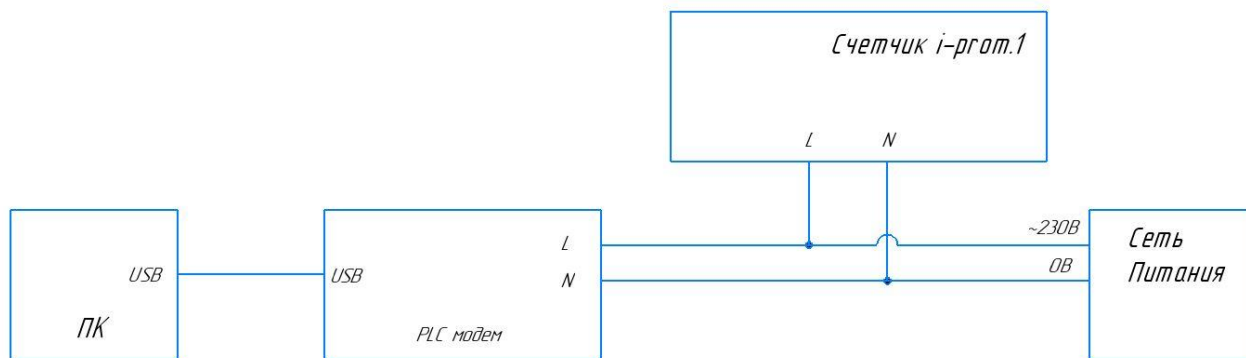 Счетчик i-prom.1
L
N
~230В
0В
Сеть
Питания
L
N
USB
USB
ПК
PLC модем